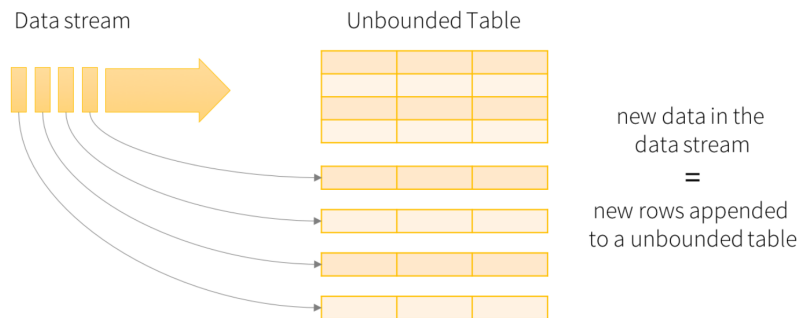 Data stream
Unbounded Table
new data in the
data stream
=
new rows appended
to a unbounded table